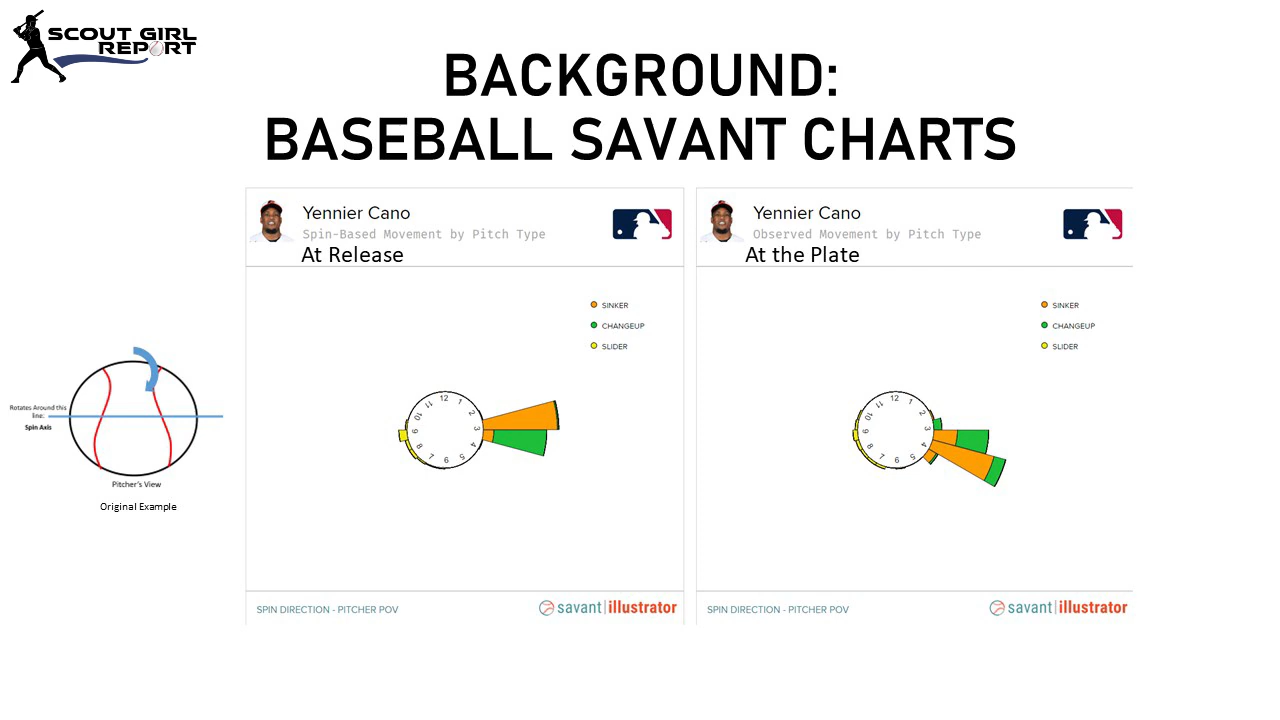 SCOUT GIRL
REPORT
BACKGROUND:
BASEBALL SAVANT CHARTS
Yennier Cano
Spin-Based Movement by Pitch Type
At Release
SINKER
CHANGEUP
SLIDER
12
1
2
3
4
5
6
7
8
9
10
11
SPIN DIRECTION - PITCHER POV
savant|illustrator
Yennier Cano
Observed Movement by Pitch Type
At the Plate
SINKER
CHANGEUP
SLIDER
12
1
2
3
4
5
6
7
8
9
10
11
SPIN DIRECTION - PITCHER POV
savant|illustrator
Rotates Around this
line:
Spin Axis
Pitcher's View
Original Example